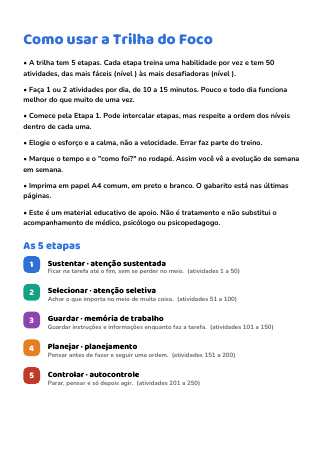 Como usar a Trilha do Foco
• A trilha tem 5 etapas. Cada etapa treina uma habilidade por vez e tem 50
atividades, das mais fáceis (nível ) às mais desafiadoras (nível ).
• Faça 1 ou 2 atividades por dia, de 10 a 15 minutos. Pouco e todo dia funciona
melhor do que muito de uma vez.
• Comece pela Etapa 1. Pode intercalar etapas, mas respeite a ordem dos níveis
dentro de cada uma.
• Elogie o esforço e a calma, não a velocidade. Errar faz parte do treino.
• Marque o tempo e o "como foi?" no rodapé. Assim você vê a evolução de semana
em semana.
• Imprima em papel A4 comum, em preto e branco. O gabarito está nas últimas
páginas.
• Este é um material educativo de apoio. Não é tratamento e não substitui o
acompanhamento de médico, psicólogo ou psicopedagogo.
As 5 etapas
1 Sustentar · atenção sustentada
Ficar na tarefa até o fim, sem se perder no meio. (atividades 1 a 50)
2 Selecionar · atenção seletiva
Achar o que importa no meio de muita coisa. (atividades 51 a 100)
3 Guardar · memória de trabalho
Guardar instruções e informações enquanto faz a tarefa. (atividades 101 a 150)
4 Planejar · planejamento
Pensar antes de fazer e seguir uma ordem. (atividades 151 a 200)
5 Controlar · autocontrole
Parar, pensar e só depois agir. (atividades 201 a 250)